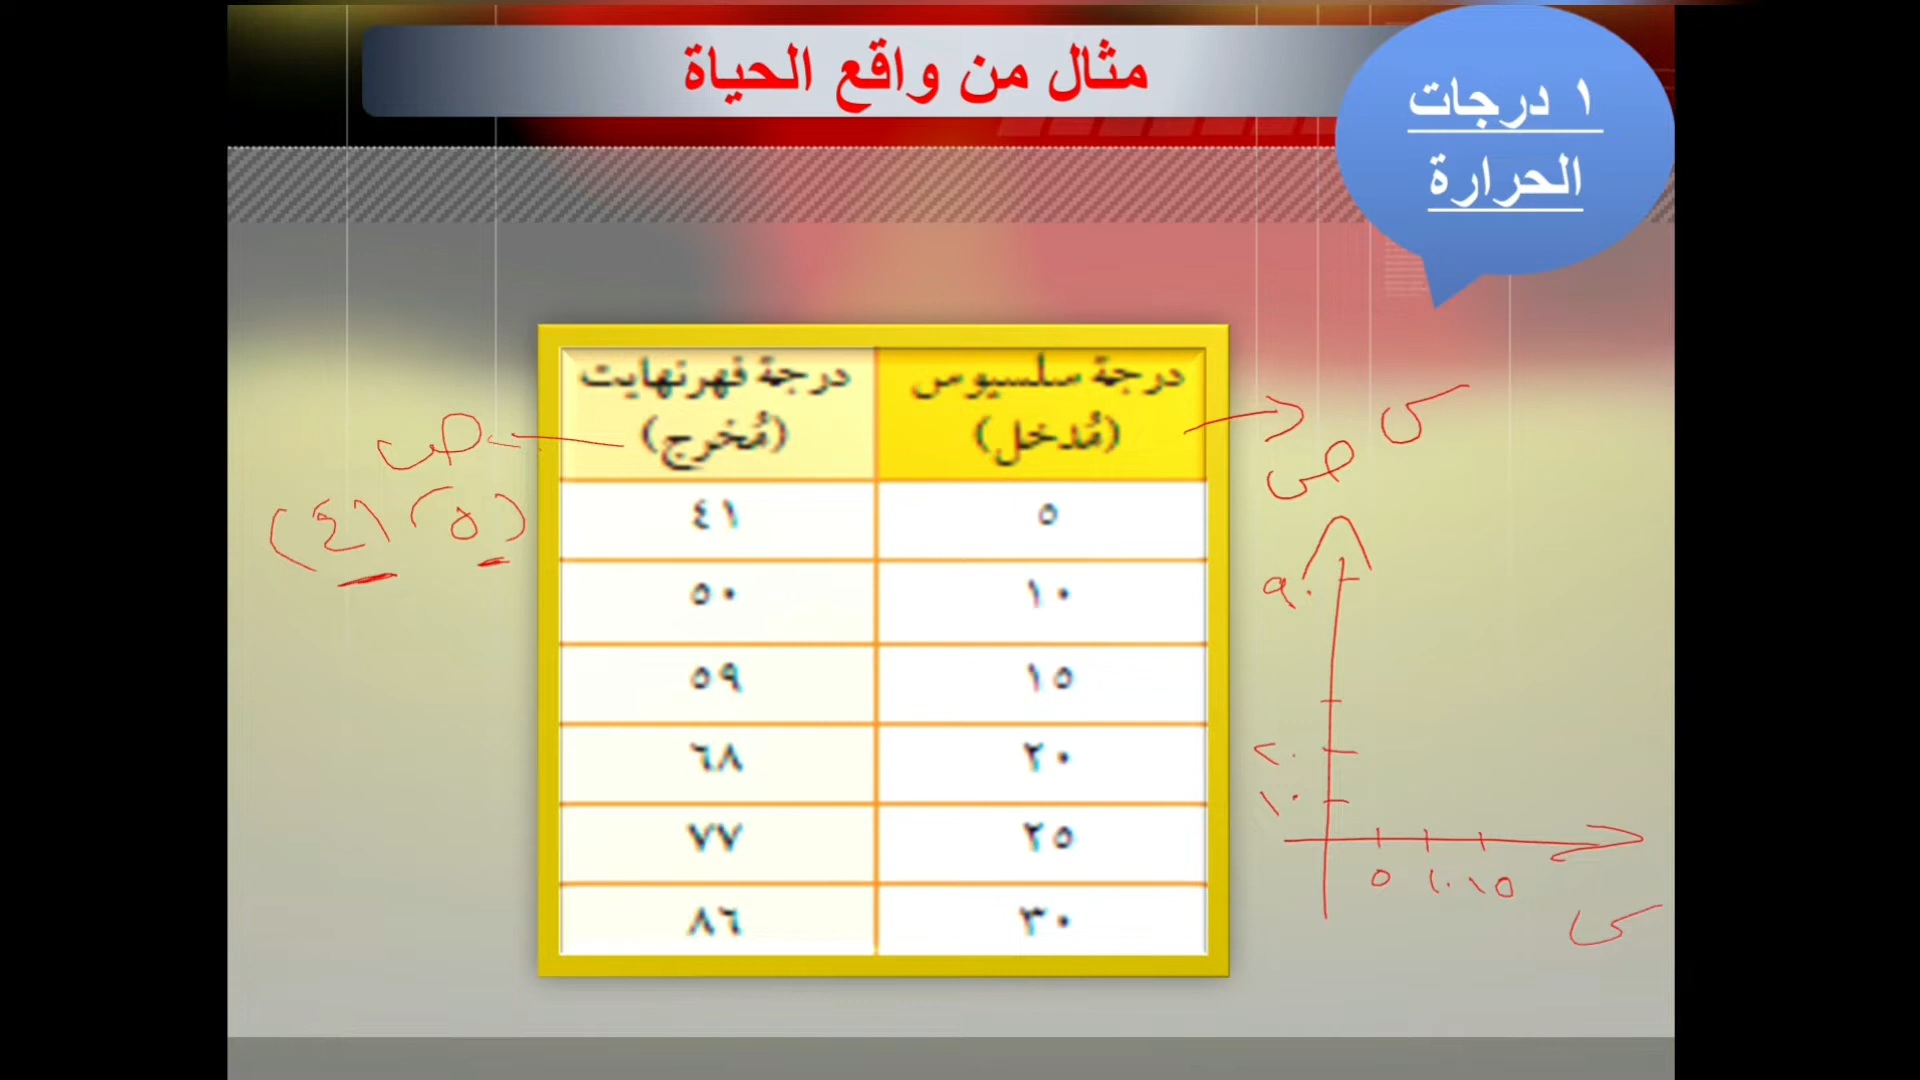 مثال من واقع الحياة
١ درجات
الحرارة
درجة سلسيوس (مُدخل)
درجة فهرنهايت (مُخرج)
٥ ٤١
١٠ ٥٠
١٥ ٥٩
٢٠ ٦٨
٢٥ ٧٧
٣٠ ٨٦
س
ص
(٥ ، ٤١)
ص
٩٠
٢٠
١٠
٥ ١٠ ١٥
س